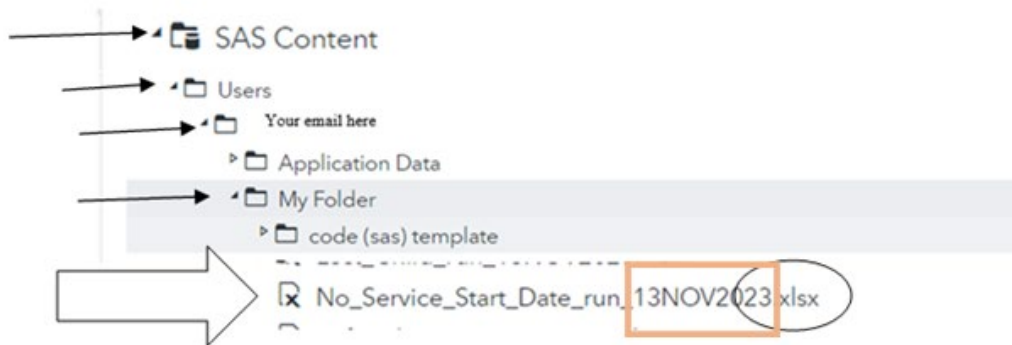 SAS Content
Users
Your email here
Application Data
My Folder
code (sas) template
No_Service_Start_Date_run_13NOV2023.xlsx